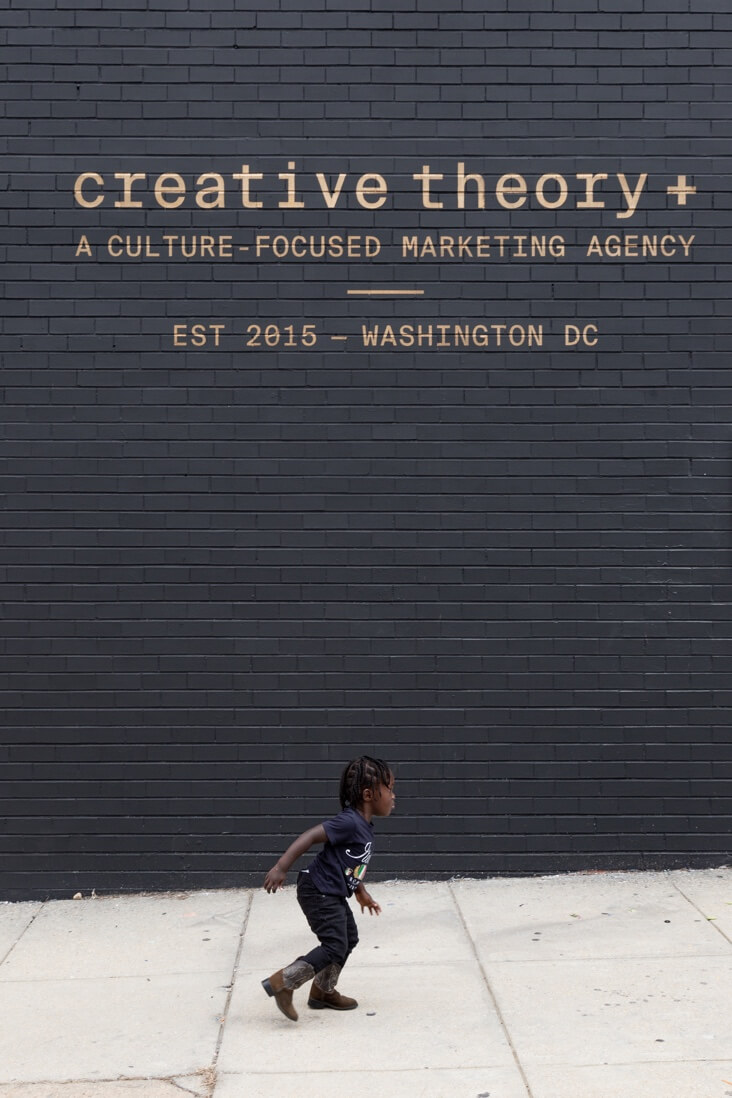 creative theory+
A CULTURE-FOCUSED MARKETING AGENCY
EST 2015 — WASHINGTON DC